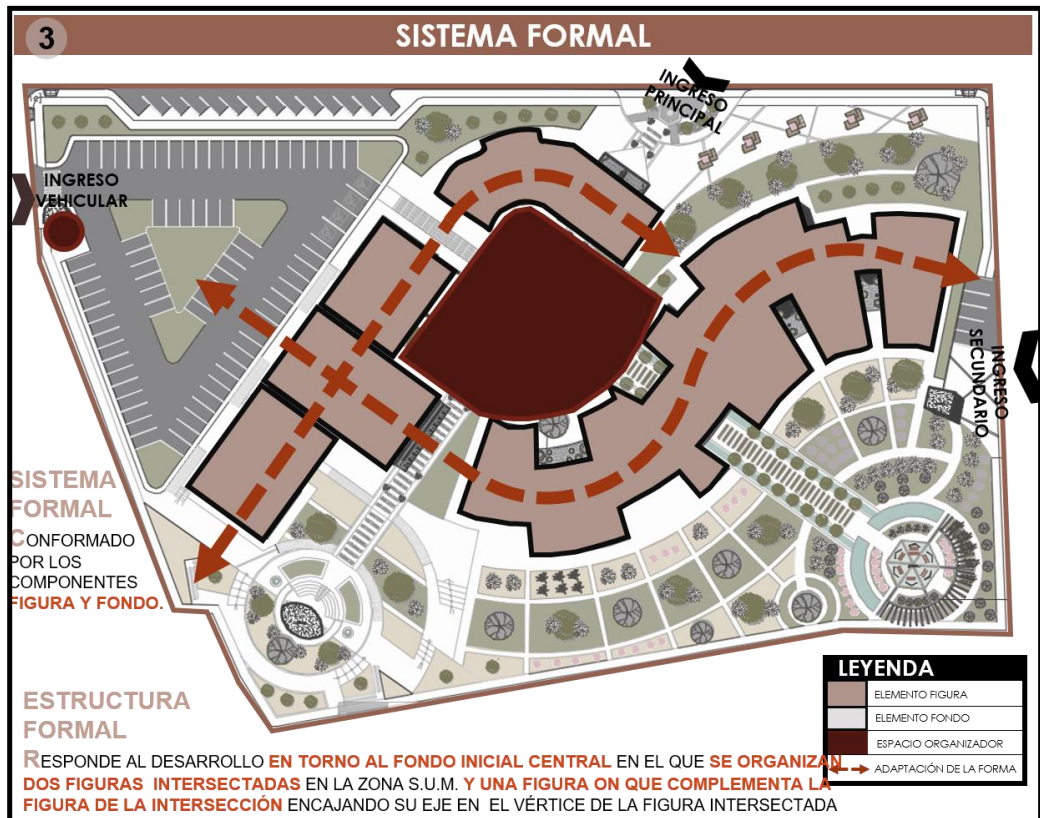 3
SISTEMA FORMAL
INGRESO
PRINCIPAL
INGRESO
VEHICULAR
INGRESO
SECUNDARIO
SISTEMA
FORMAL
CONFORMADO
POR LOS
COMPONENTES
FIGURA Y FONDO.
LEYENDA
ELEMENTO FIGURA
ELEMENTO FONDO
ESPACIO ORGANIZADOR
ADAPTACIÓN DE LA FORMA
ESTRUCTURA
FORMAL
RESPONDE AL DESARROLLO EN TORNO AL FONDO INICIAL CENTRAL EN EL QUE SE ORGANIZAN
DOS FIGURAS INTERSECTADAS EN LA ZONA S.U.M. Y UNA FIGURA ON QUE COMPLEMENTA LA
FIGURA DE LA INTERSECCIÓN ENCAJANDO SU EJE EN EL VÉRTICE DE LA FIGURA INTERSECTADA